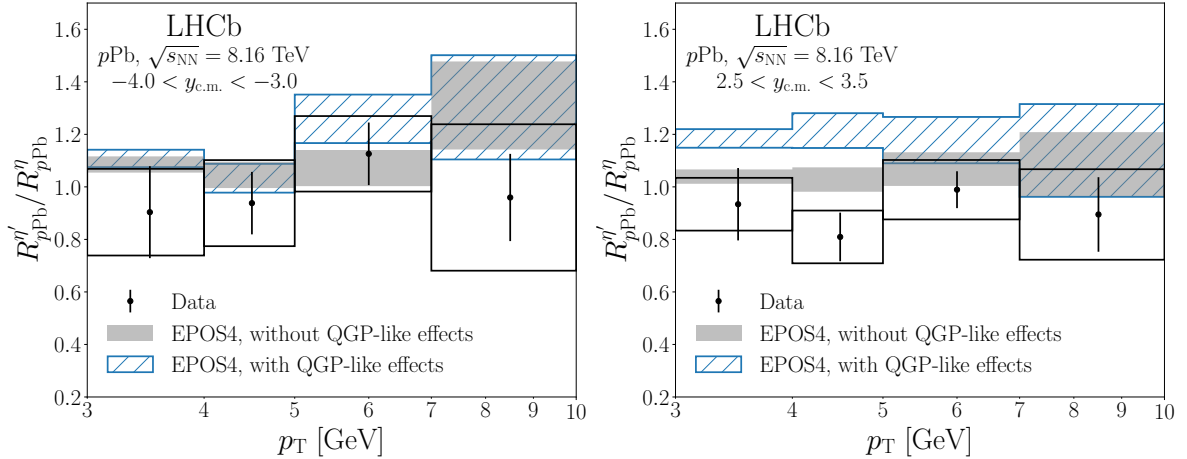 LHCb
pPb, √sNN = 8.16 TeV
−4.0 < yc.m. < −3.0
Data
EPOS4, without QGP-like effects
EPOS4, with QGP-like effects
1.6
1.4
1.2
1.0
0.8
0.6
0.4
0.2
3 4 5 6 7 8 9 10
Rη′pPb/RηpPb
pT [GeV]
LHCb
pPb, √sNN = 8.16 TeV
2.5 < yc.m. < 3.5
Data
EPOS4, without QGP-like effects
EPOS4, with QGP-like effects
1.6
1.4
1.2
1.0
0.8
0.6
0.4
0.2
3 4 5 6 7 8 9 10
Rη′pPb/RηpPb
pT [GeV]